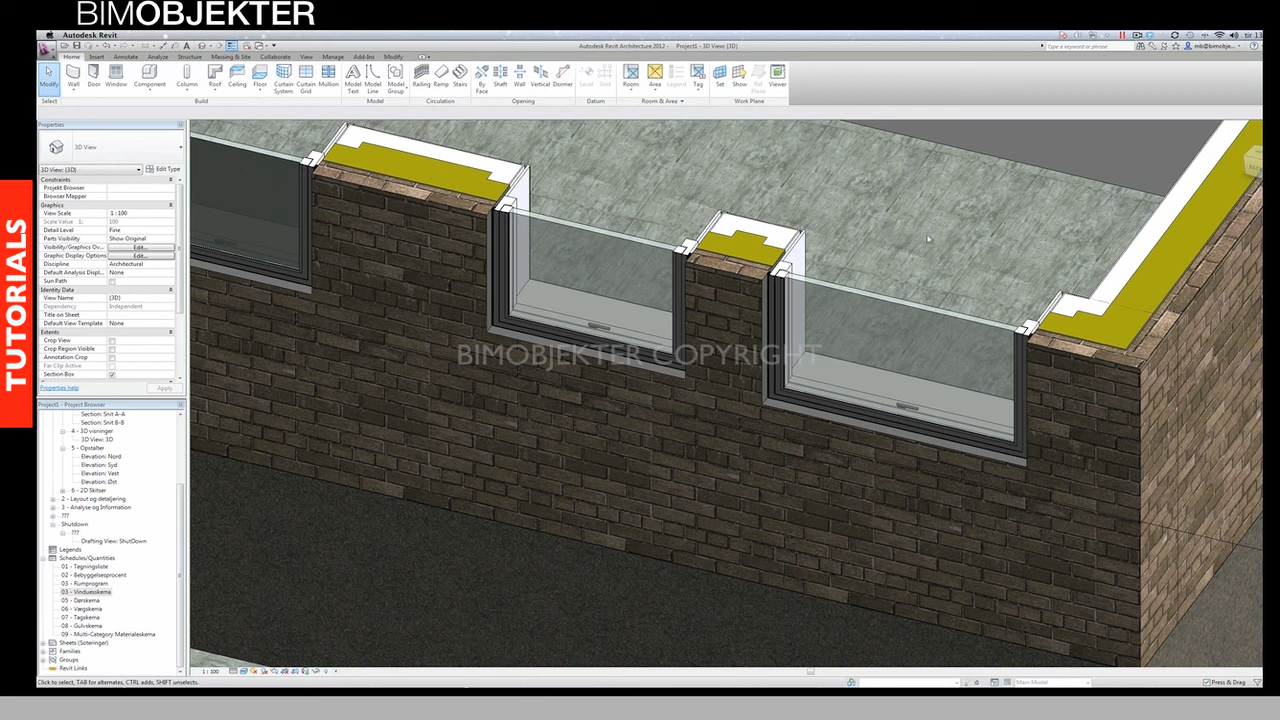 BIMOBJEKTER
TUTORIALS
Autodesk Revit
Autodesk Revit Architecture 2012 - Project1 - 3D View: {3D}
Type a keyword or phrase
mb@bimobje...
Home Insert Annotate Analyze Structure Massing & Site Collaborate View Manage Add-Ins Modify
Modify Wall Door Window Component Column Roof Ceiling Floor Curtain System Curtain Grid Mullion Model Text Model Line Model Group Railing Ramp Stairs By Face Shaft Wall Vertical Dormer Level Grid Room Area Legend Tag Set Show Ref Plane Viewer
Select Build Model Circulation Opening Datum Room & Area Work Plane
Properties
3D View
3D View: {3D} Edit Type
Constraints
Projekt Browser
Browser Mapper
Graphics
View Scale 1 : 100
Scale Value 1: 100
Detail Level Fine
Parts Visibility Show Original
Visibility/Graphics Ov... Edit...
Graphic Display Options Edit...
Discipline Architectural
Default Analysis Displ... None
Sun Path
Identity Data
View Name {3D}
Dependency Independent
Title on Sheet
Default View Template None
Extents
Crop View
Crop Region Visible
Annotation Crop
Far Clip Active
Section Box
Properties help Apply
Project1 - Project Browser
Section: Snit A-A
Section: Snit B-B
4 - 3D visninger
3D View: 3D
5 - Opstalter
Elevation: Nord
Elevation: Syd
Elevation: Vest
Elevation: Øst
6 - 2D Skitser
2 - Layout og detaljering
3 - Analyse og Information
???
Shutdown
???
Drafting View: ShutDown
Legends
Schedules/Quantities
01 - Tegningsliste
02 - Bebyggelsesprocent
03 - Rumprogram
03 - Vinduesskema
05 - Dørskema
06 - Vægskema
07 - Tagskema
08 - Gulvskema
09 - Multi-Category Materialeskema
Sheets (Soteringer)
Families
Groups
Revit Links
BIMOBJEKTER COPYRIGHT
1 : 100
Click to select, TAB for alternates, CTRL adds, SHIFT unselects.
:0
Main Model
Press & Drag